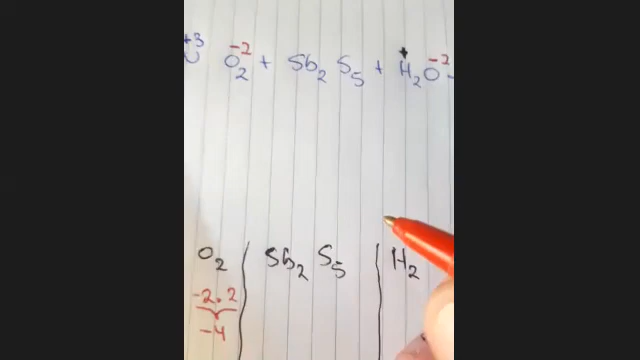 +3 -2 + -2
O2 + Sb2 S5 + H2O
O2 | Sb2 S5 | H2
-2.2
-4